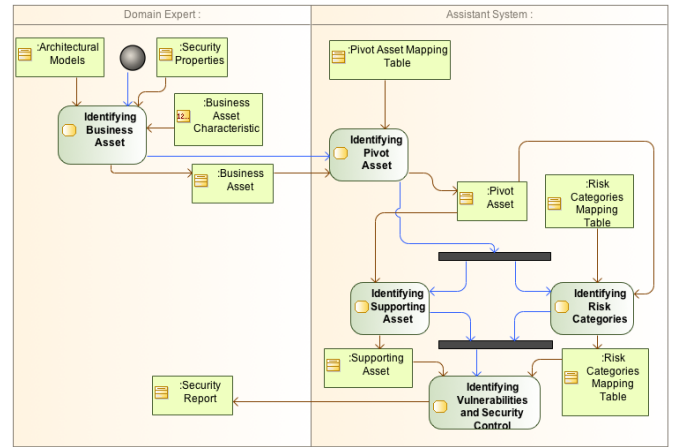 Domain Expert :
Assistant System :
:Architectural
Models
:Security
Properties
:Pivot Asset Mapping
Table
12...
:Business
Asset
Characteristic
Identifying
Business
Asset
Identifying
Pivot
Asset
:Business
Asset
:Pivot
Asset
:Risk
Categories
Mapping
Table
Identifying
Supporting
Asset
Identifying
Risk
Categories
:Supporting
Asset
:Risk
Categories
Mapping
Table
:Security
Report
Identifying
Vulnerabilities
and Security
Control